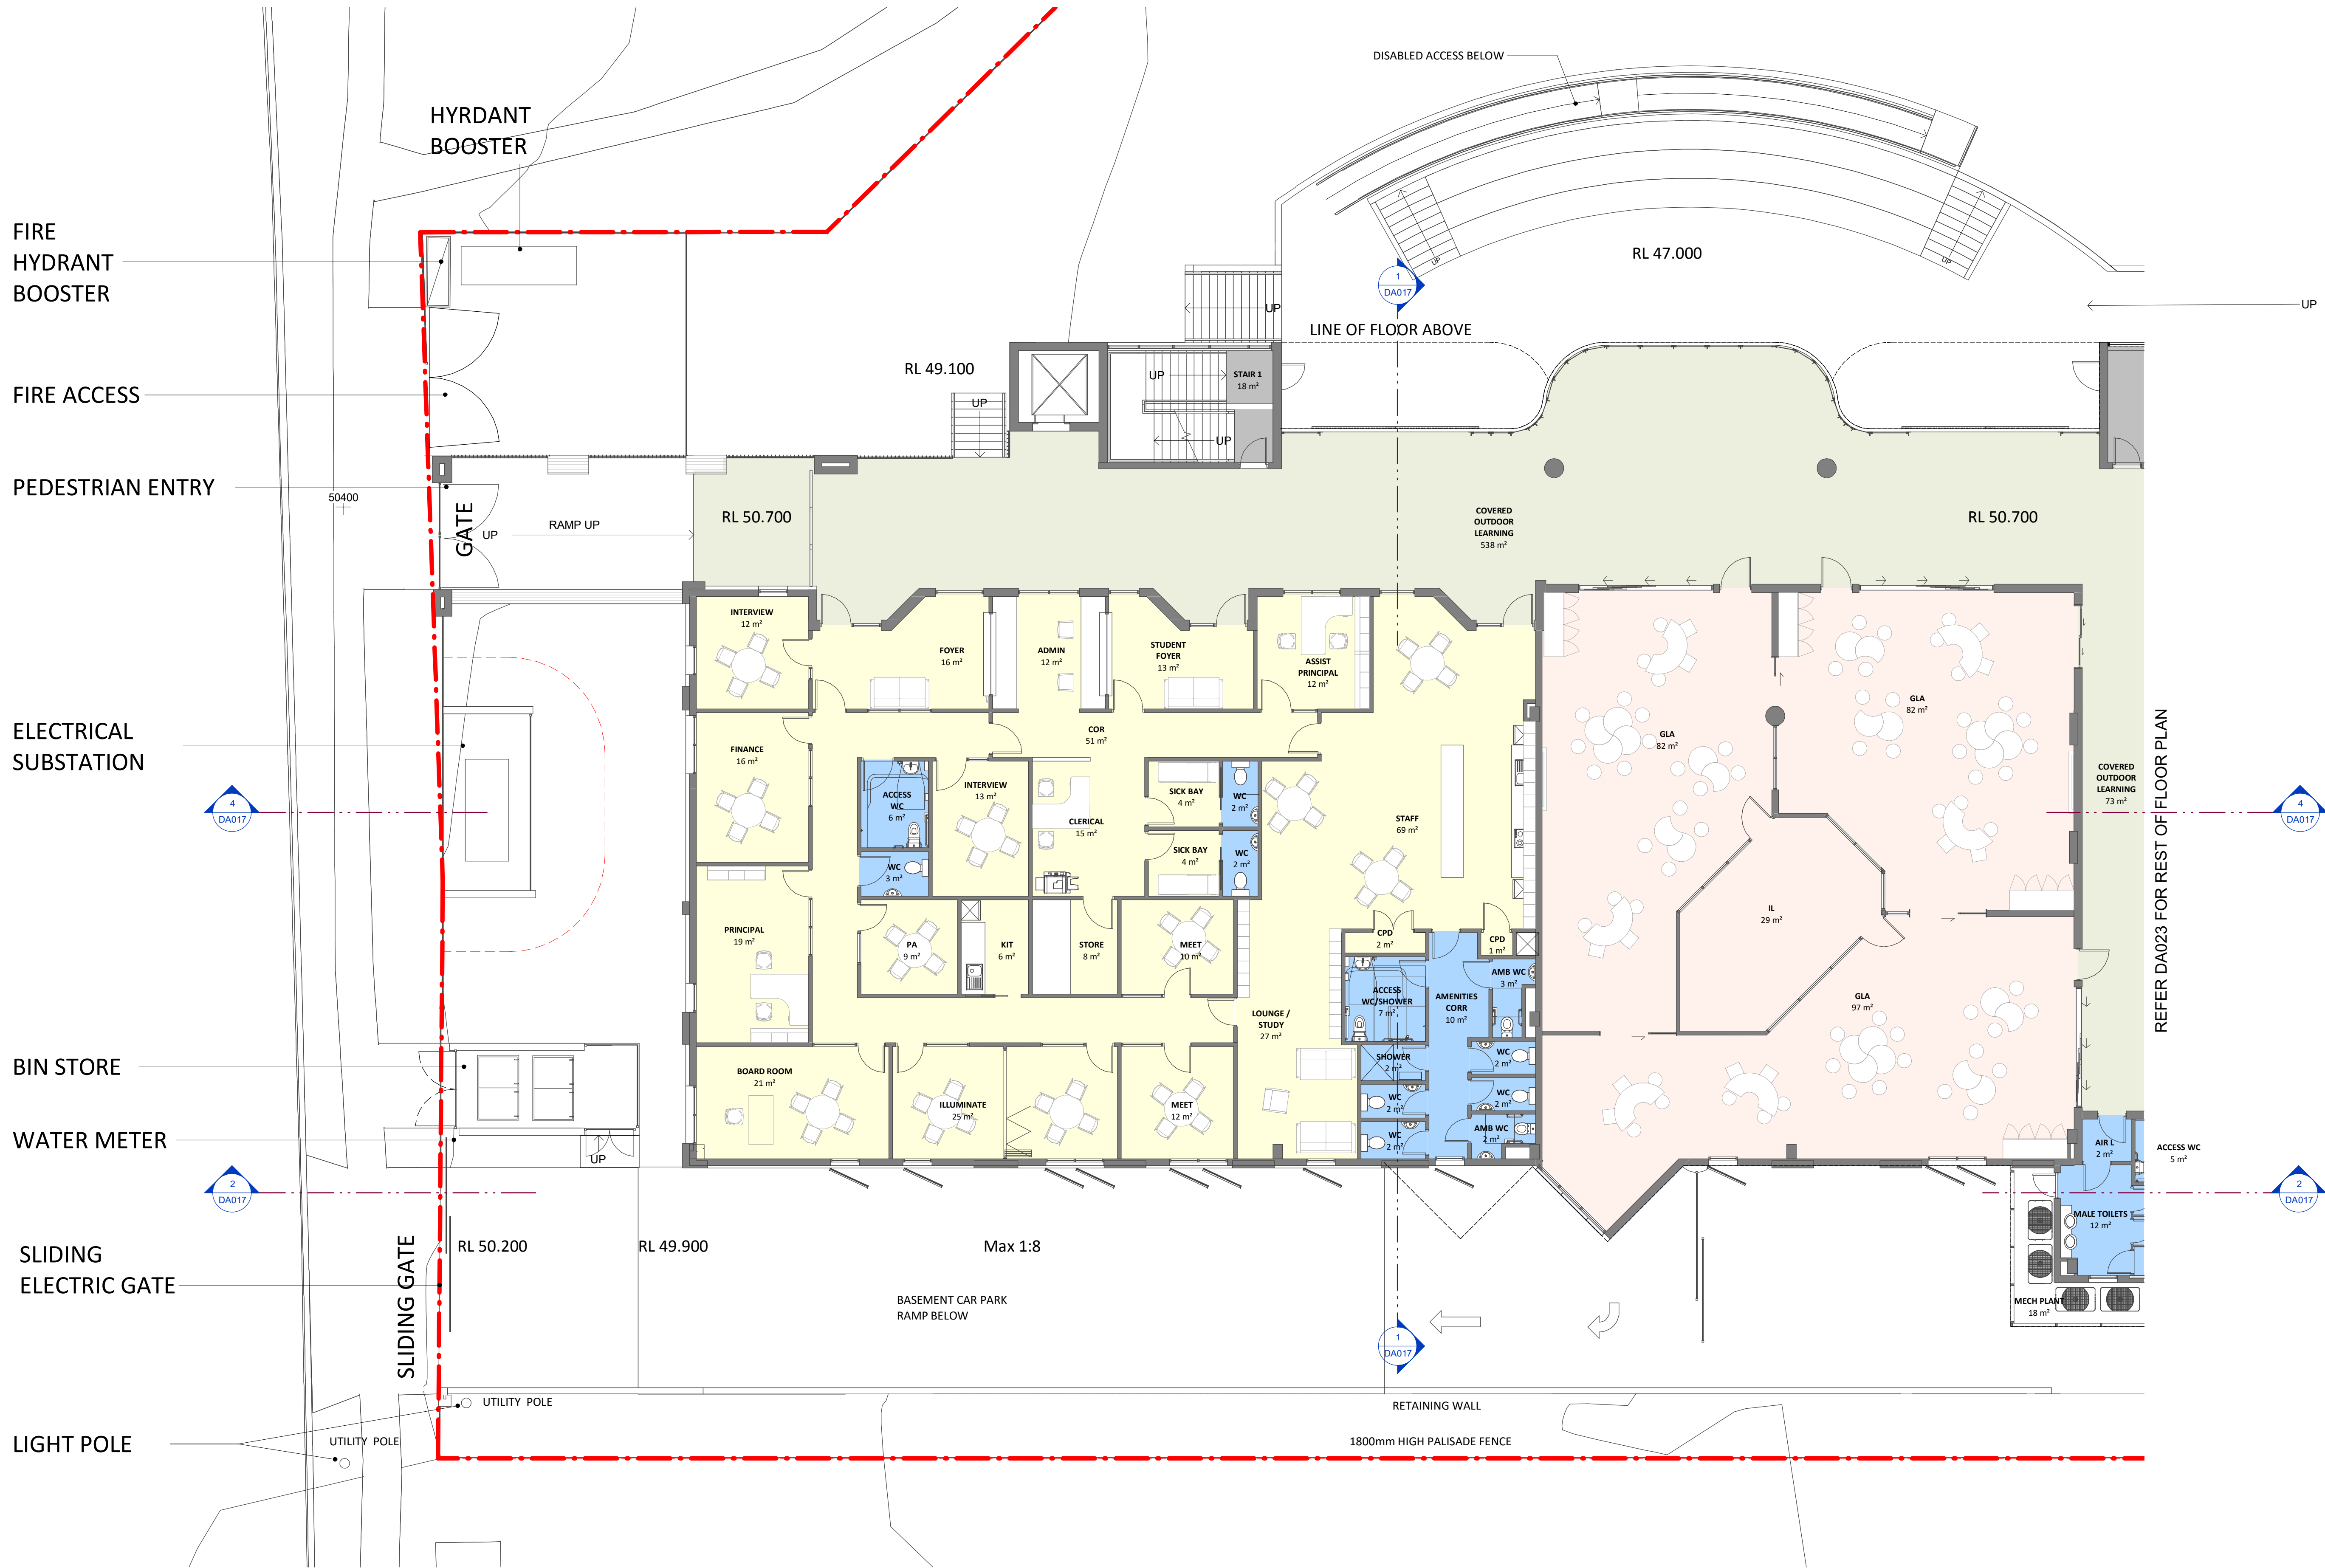 DISABLED ACCESS BELOW
HYRDANT
BOOSTER
FIRE
HYDRANT
BOOSTER
RL 47.000
1
DA017
UP
UP
UP
UP
LINE OF FLOOR ABOVE
FIRE ACCESS
RL 49.100
UP
UP
STAIR 1
18 m²
UP
PEDESTRIAN ENTRY
50400
GATE
UP
RAMP UP
RL 50.700
COVERED
OUTDOOR
LEARNING
538 m²
RL 50.700
INTERVIEW
12 m²
FOYER
16 m²
ADMIN
12 m²
STUDENT
FOYER
13 m²
ASSIST
PRINCIPAL
12 m²
GLA
82 m²
GLA
82 m²
ELECTRICAL
SUBSTATION
FINANCE
16 m²
COR
51 m²
4
DA017
ACCESS
WC
6 m²
INTERVIEW
13 m²
CLERICAL
15 m²
SICK BAY
4 m²
WC
2 m²
STAFF
69 m²
COVERED
OUTDOOR
LEARNING
73 m²
4
DA017
REFER DA023 FOR REST OF FLOOR PLAN
WC
3 m²
SICK BAY
4 m²
WC
2 m²
IL
29 m²
PRINCIPAL
19 m²
PA
9 m²
KIT
6 m²
STORE
8 m²
MEET
10 m²
CPD
2 m²
CPD
1 m²
AMB WC
3 m²
ACCESS
WC/SHOWER
7 m²
AMENITIES
CORR
10 m²
GLA
97 m²
LOUNGE /
STUDY
27 m²
BIN STORE
BOARD ROOM
21 m²
ILLUMINATE
25 m²
MEET
12 m²
SHOWER
2 m²
WC
2 m²
WC
2 m²
WC
2 m²
WATER METER
UP
WC
2 m²
AMB WC
2 m²
AIR L
2 m²
ACCESS WC
5 m²
2
DA017
2
DA017
MALE TOILETS
12 m²
SLIDING
ELECTRIC GATE
SLIDING GATE
RL 50.200
RL 49.900
Max 1:8
BASEMENT CAR PARK
RAMP BELOW
MECH PLANT
18 m²
1
DA017
UTILITY POLE
RETAINING WALL
LIGHT POLE
UTILITY POLE
1800mm HIGH PALISADE FENCE